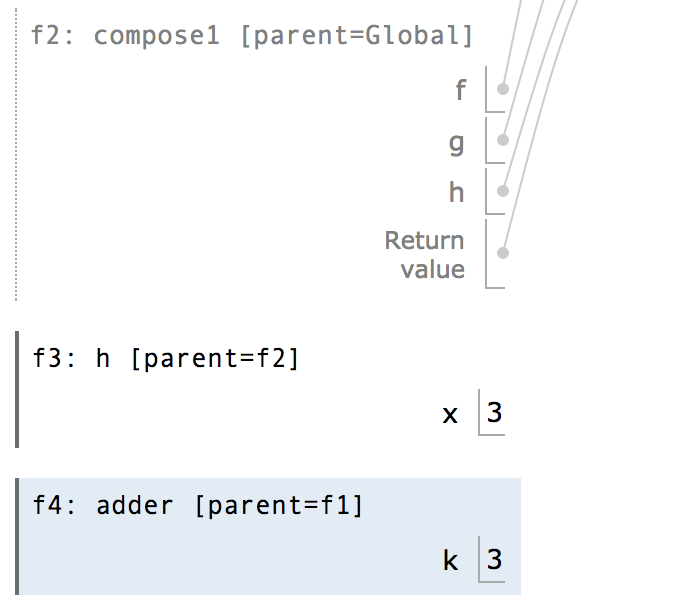 f2: compose1 [parent=Global]
f
g
h
Return
value
f3: h [parent=f2]
x 3
f4: adder [parent=f1]
k 3